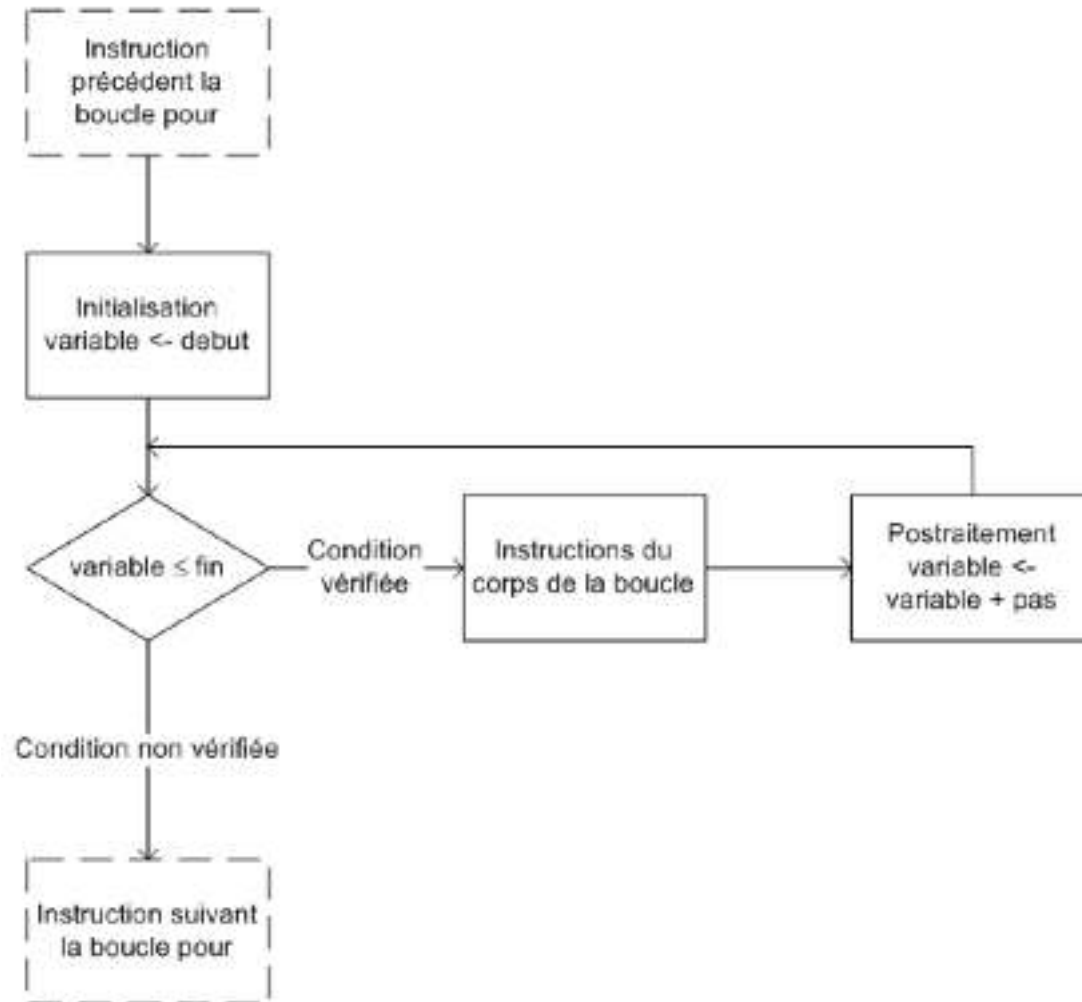 Instruction
précédent la
boucle pour
Initialisation
variable <- debut
variable ≤ fin
Condition
vérifiée
Instructions du
corps de la boucle
Postraitement
variable <-
variable + pas
Condition non vérifiée
Instruction suivant
la boucle pour